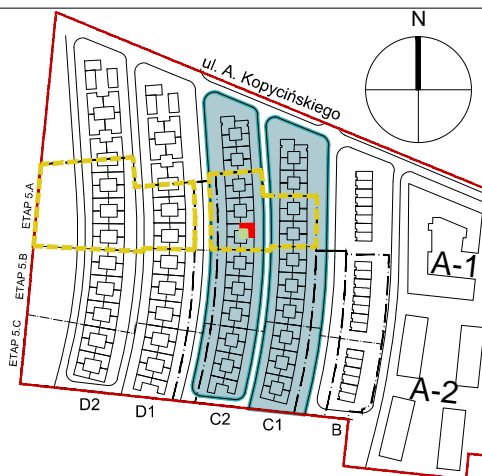 N
ul. A. Kopycińskiego
ETAP 5.A
ETAP 5.B
ETAP 5.C
A-1
A-2
D2
D1
C2
C1
B